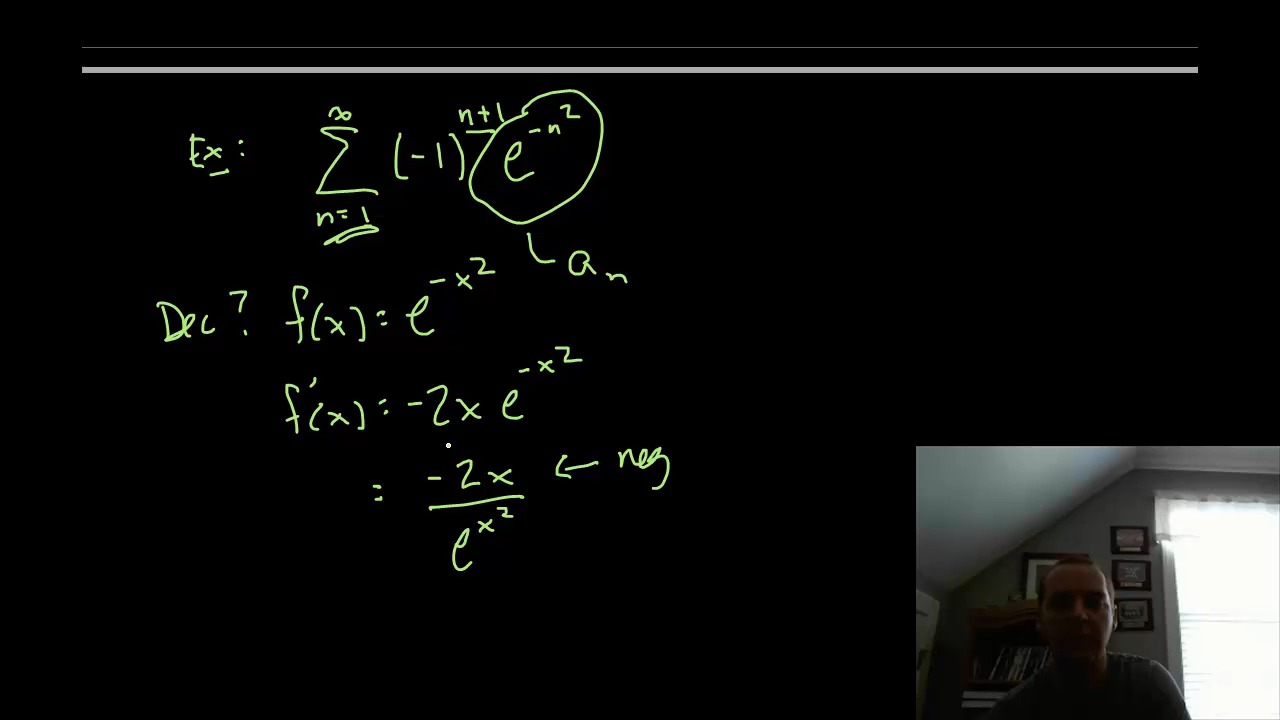 Ex: ∞∑n=1 (-1)^{n+1} e^{-n^2}
a_n
Dec? f(x) = e^{-x^2}
f'(x) = -2x e^{-x^2}
= -2x / e^{x^2} ← neg